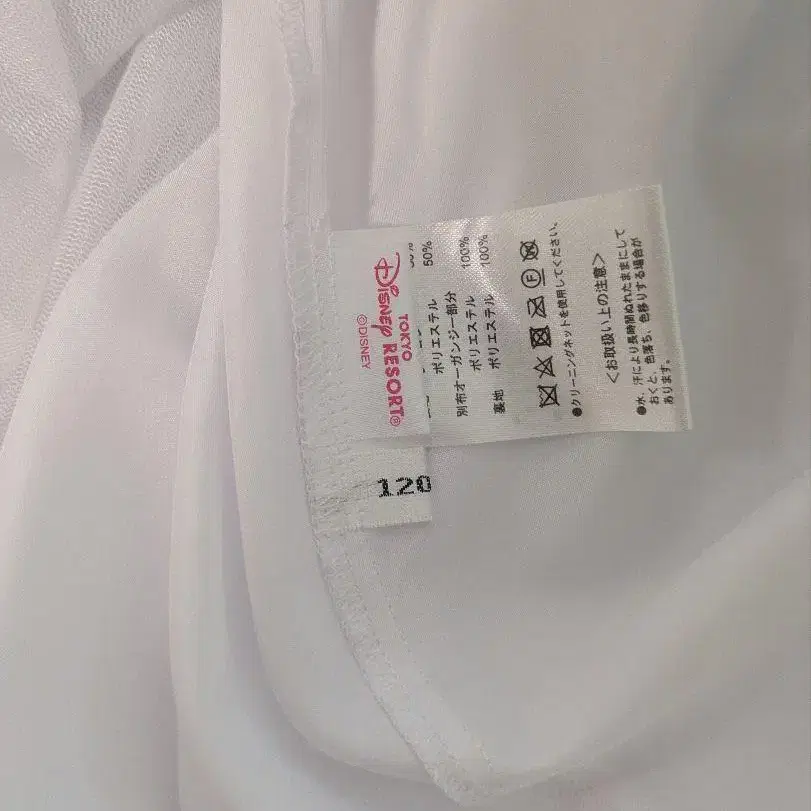 ©DISNEY
Disney
TOKYO
RESORT®
50%
ポリエステル
別布オーガンジー部分
ポリエステル 100%
裏地 ポリエステル 100%
F
●クリーニングネットを使用してください。
＜お取扱い上の注意＞
●水、汗により長時間ぬれたままにして
おくと、色落ち、色移りする場合が
あります。
120